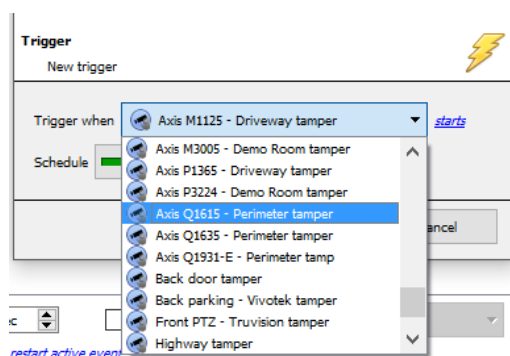 Trigger
New trigger
Trigger when Axis M1125 - Driveway tamper starts
Axis M3005 - Demo Room tamper
Schedule Axis P1365 - Driveway tamper
Axis P3224 - Demo Room tamper
Axis Q1615 - Perimeter tamper
Axis Q1635 - Perimeter tamper
Axis Q1931-E - Perimeter tamp
Back door tamper
Back parking - Vivotek tamper
Front PTZ - Truvision tamper
Highway tamper
restart active event